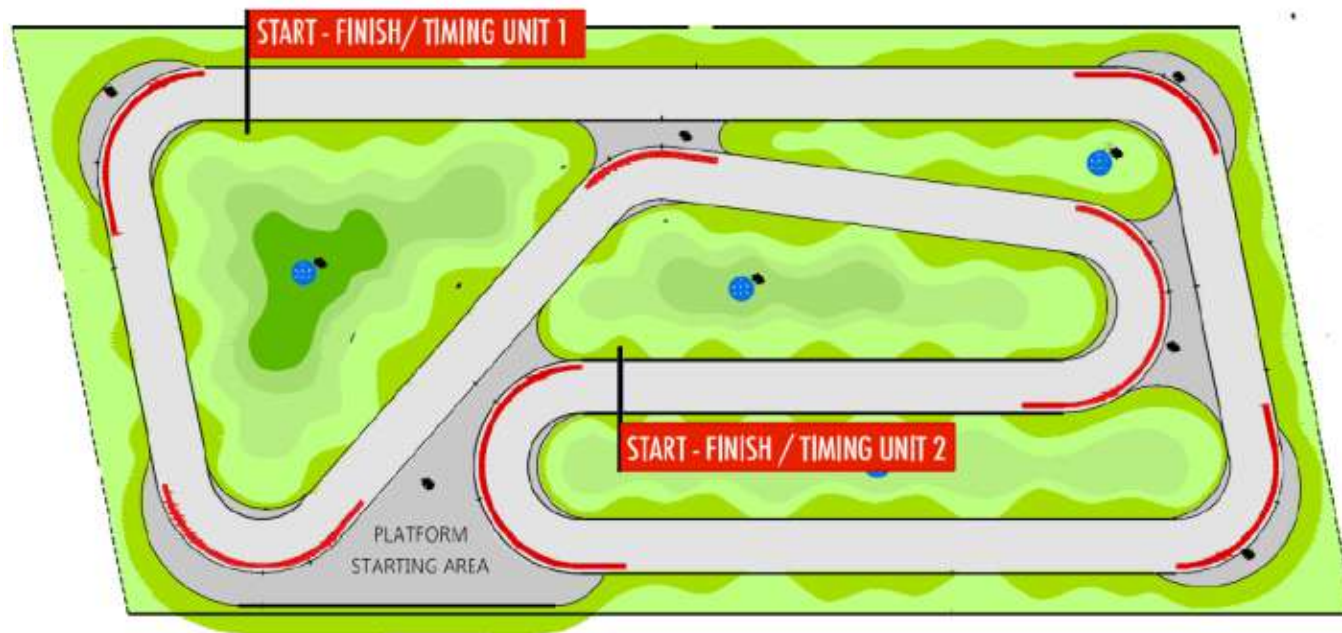 START - FINISH/ TIMING UNIT 1
START - FINISH / TIMING UNIT 2
PLATFORM
STARTING AREA